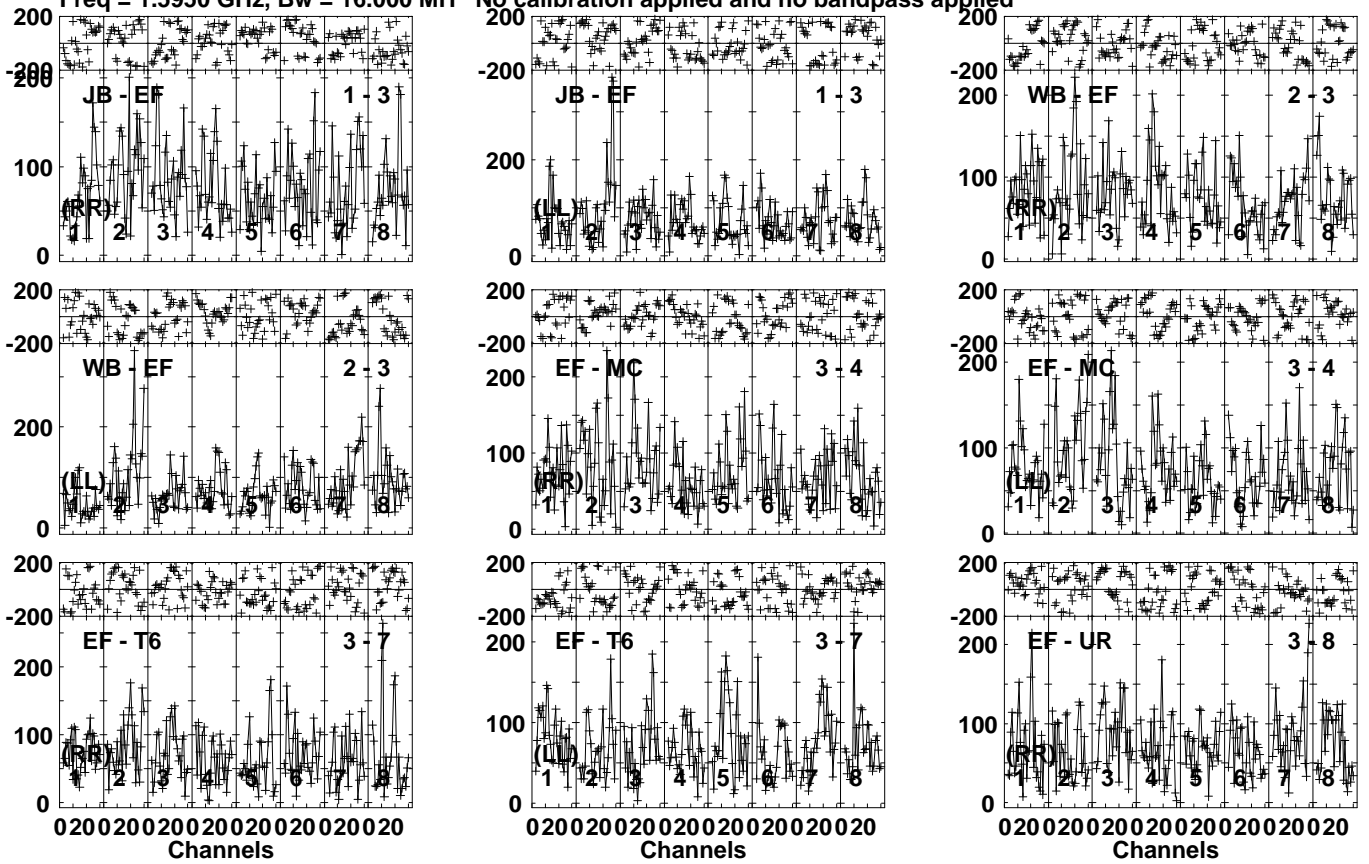 Freq = 1.5950 GHz, Bw = 16.000 MH No calibration applied and no bandpass applied
200 200 200
-200 -200 -200
200
JB - EF 1 - 3 JB - EF 1 - 3 WB - EF 2 - 3
200 200
100 100
(RR) (LL) (RR)
1 2 3 4 5 6 7 8 1 2 3 4 5 6 7 8 1 2 3 4 5 6 7 8
0 0 0
200 200 200
-200 -200 -200
WB - EF 2 - 3 EF - MC 3 - 4 EF - MC 3 - 4
200 200 200
100 100
(LL) (RR) (LL)
1 2 3 4 5 6 7 8 1 2 3 4 5 6 7 8 1 2 3 4 5 6 7 8
0 0 0
200 200 200
-200 -200 -200
EF - T6 3 - 7 EF - T6 3 - 7 EF - UR 3 - 8
200 200 200
100 100 100
(RR) (LL) (RR)
1 2 3 4 5 6 7 8 1 2 3 4 5 6 7 8 1 2 3 4 5 6 7 8
0 0 0
0 20 0 20 0 20 0 20 0 20 0 20 0 20 0 20 0 20 0 20 0 20 0 20 0 20 0 20 0 20 0 20 0 20 0 20 0 20 0 20 0 20 0 20 0 20 0 20
Channels Channels Channels